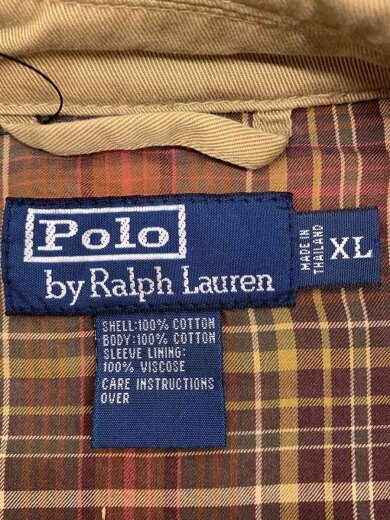 Polo
by Ralph Lauren
MADE IN
THAILAND
XL
SHELL:100% COTTON
BODY:100% COTTON
SLEEVE LINING:
100% VISCOSE
CARE INSTRUCTIONS
OVER